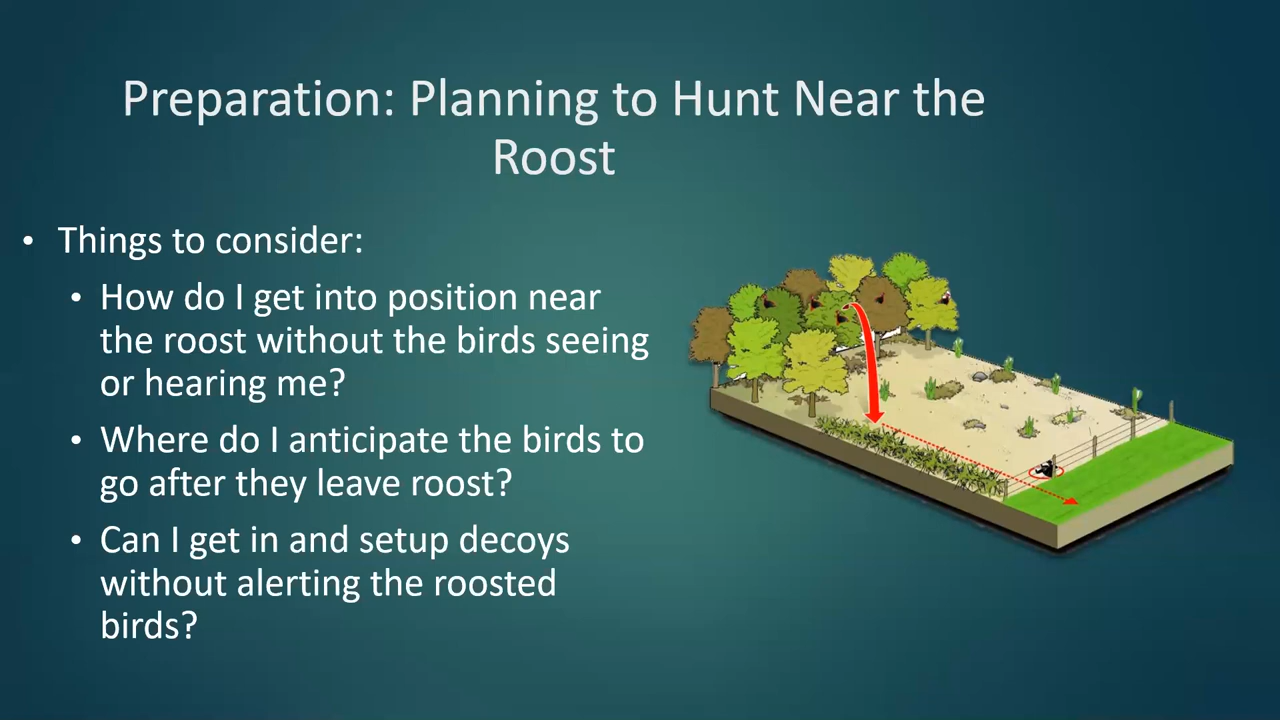 Preparation: Planning to Hunt Near the
Roost
• Things to consider:
• How do I get into position near
the roost without the birds seeing
or hearing me?
• Where do I anticipate the birds to
go after they leave roost?
• Can I get in and setup decoys
without alerting the roosted
birds?